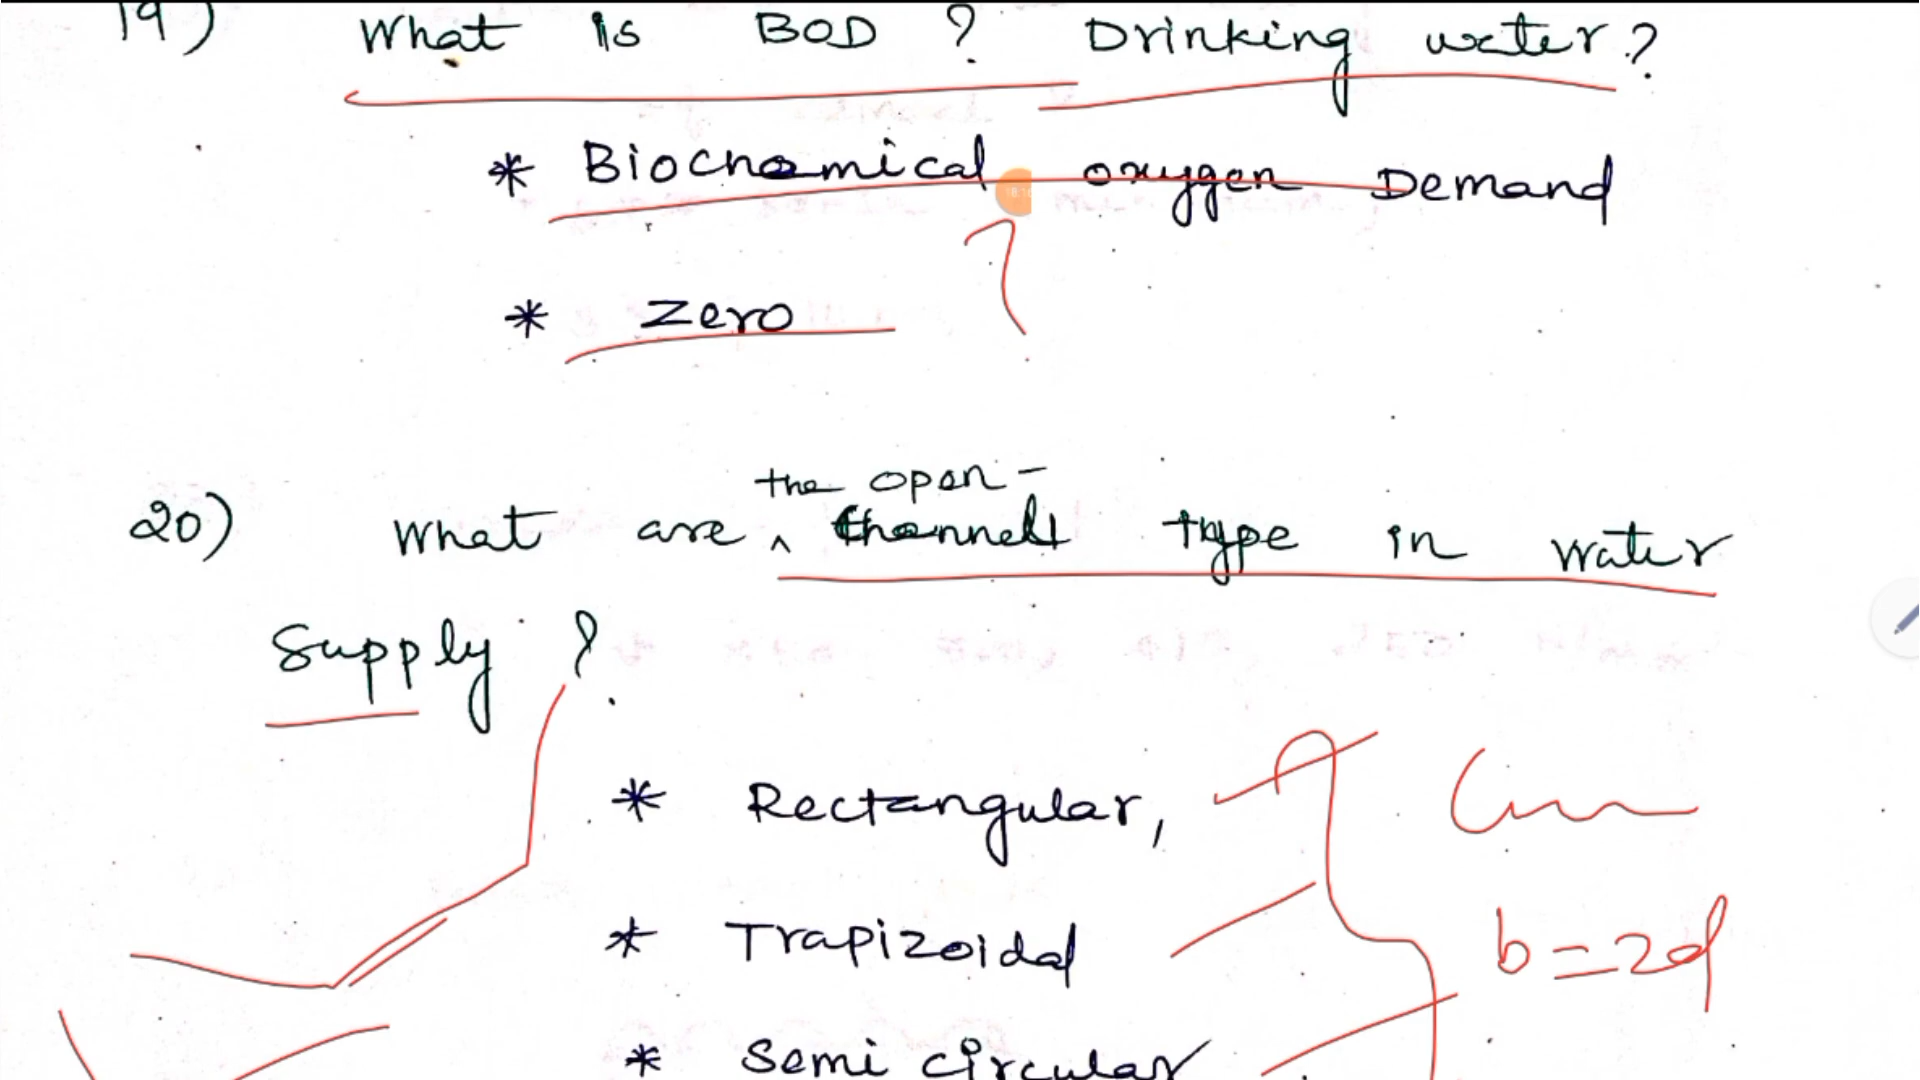 19) What is BOD ? Drinking water ?
* Biochemical oxygen Demand
* Zero
the open -
20) What are ^ channel type in water
Supply ?
* Rectangular,
* Trapizoidal
b = 2d
* Semi circular